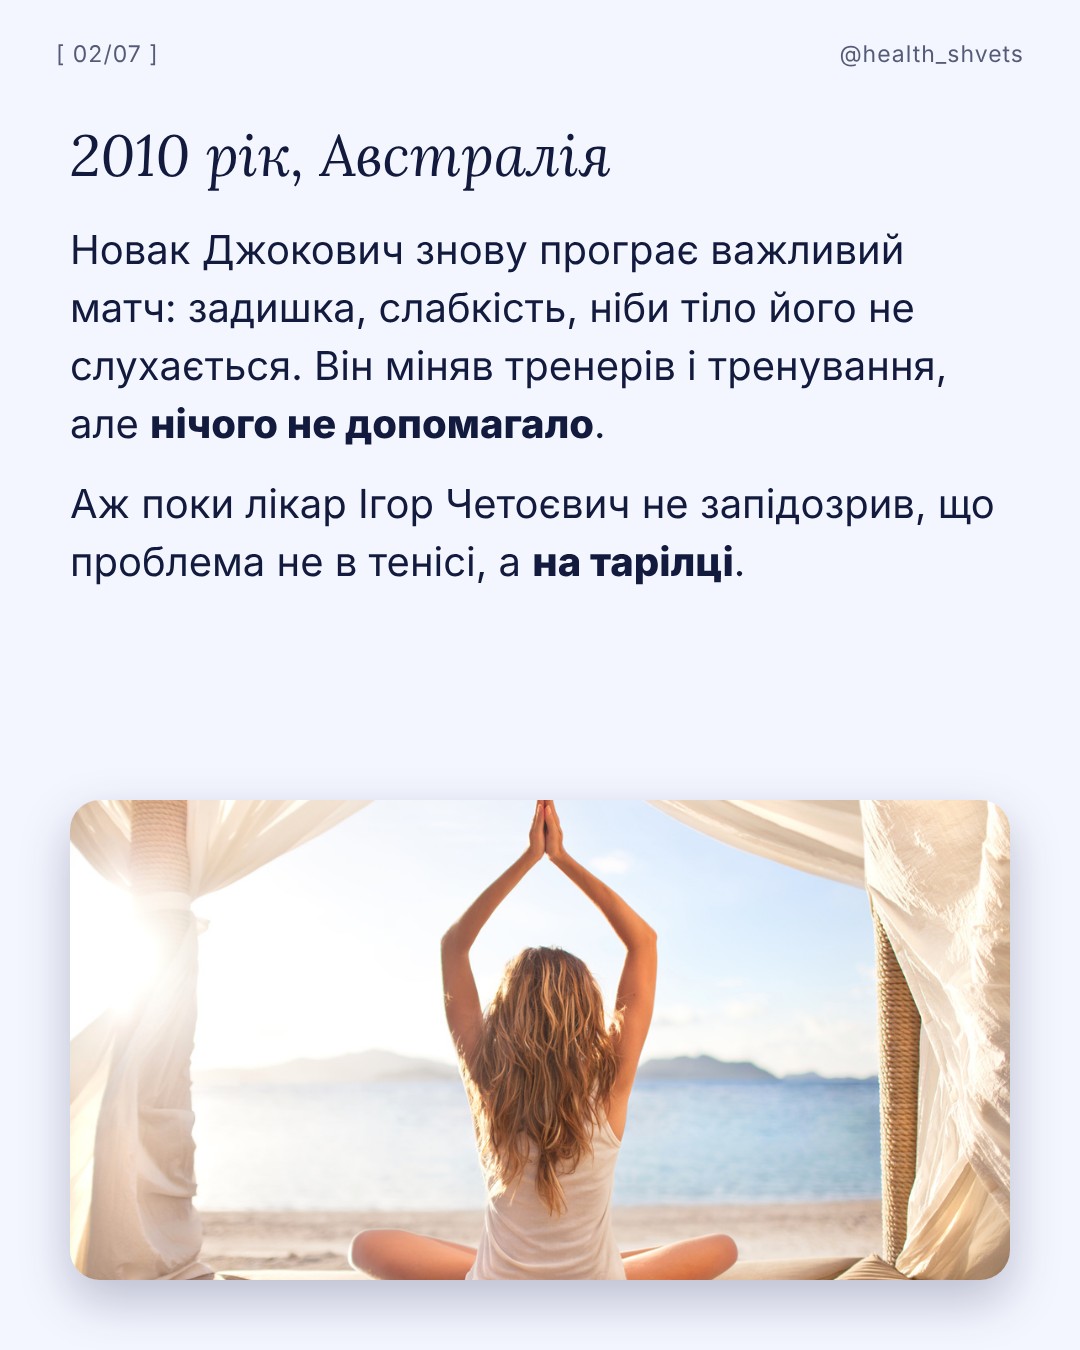 [ 02/07 ]
@health_shvets
2010 рік, Австралія
Новак Джокович знову програє важливий
матч: задишка, слабкість, ніби тіло його не
слухається. Він міняв тренерів і тренування,
але нічого не допомагало.
Аж поки лікар Ігор Четоєвич не запідозрив, що
проблема не в тенісі, а на тарілці.